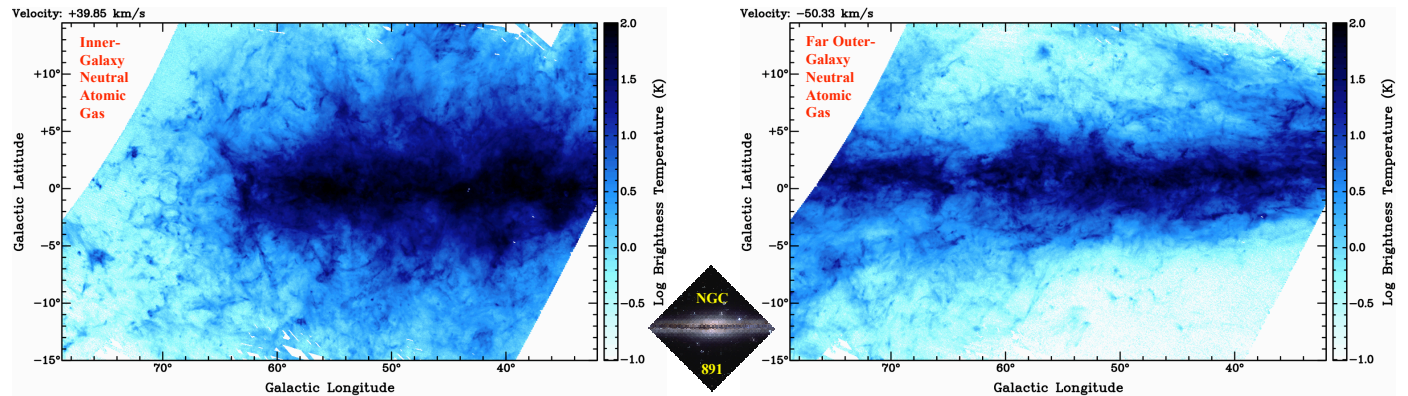 Velocity: +39.85 km/s
Inner-
Galaxy
Neutral
Atomic
Gas
+10°
+5°
0°
−5°
−10°
−15°
70°
60°
50°
40°
Galactic Longitude
Galactic Latitude
2.0
1.5
1.0
0.5
0.0
−0.5
−1.0
Log Brightness Temperature (K)
NGC
891
Velocity: −50.33 km/s
Far Outer-
Galaxy
Neutral
Atomic
Gas
+10°
+5°
0°
−5°
−10°
−15°
70°
60°
50°
40°
Galactic Longitude
Galactic Latitude
2.0
1.5
1.0
0.5
0.0
−0.5
−1.0
Log Brightness Temperature (K)